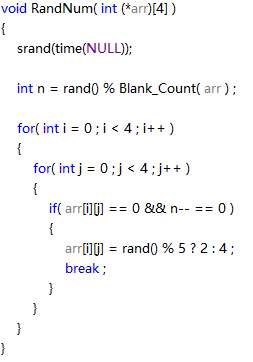 void RandNum( int (*arr)[4] )
{
srand(time(NULL));
int n = rand() % Blank_Count( arr ) ;
for( int i = 0 ; i < 4 ; i++ )
{
for( int j = 0 ; j < 4 ; j++ )
{
if( arr[i][j] == 0 && n-- == 0 )
{
arr[i][j] = rand() % 5 ? 2 : 4 ;
break ;
}
}
}
}